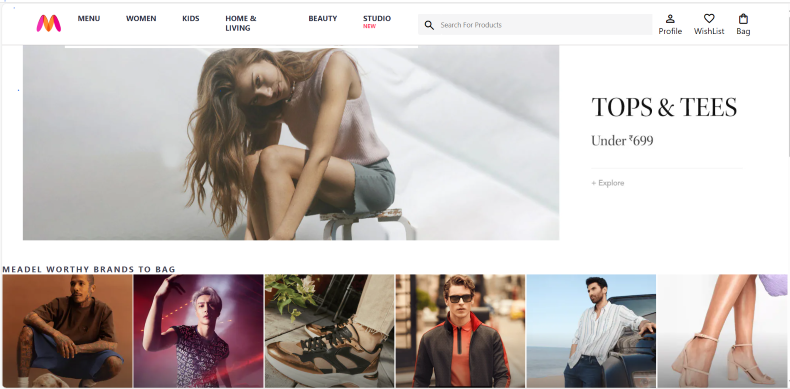 MENU
WOMEN
KIDS
HOME &
LIVING
BEAUTY
STUDIO
NEW
Search For Products
Profile
WishList
Bag
TOPS & TEES
Under ₹699
+ Explore
MEADEL WORTHY BRANDS TO BAG